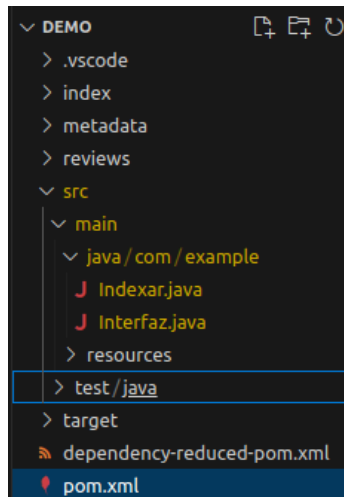 DEMO
.vscode
index
metadata
reviews
src
main
java/com/example
J Indexar.java
J Interfaz.java
resources
test/java
target
dependency-reduced-pom.xml
pom.xml